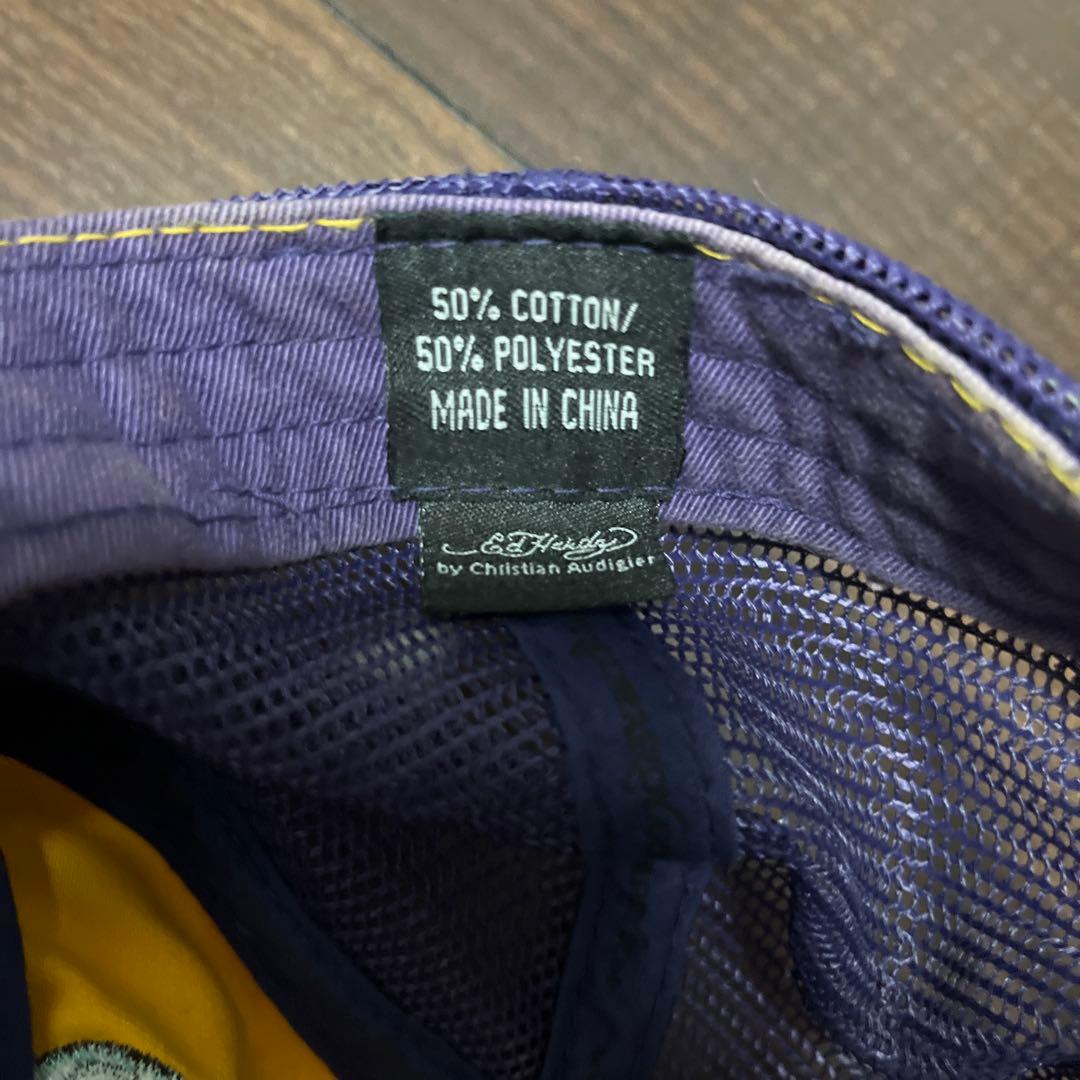 50% COTTON/
50% POLYESTER
MADE IN CHINA
Ed Hardy
by Christian Audigier